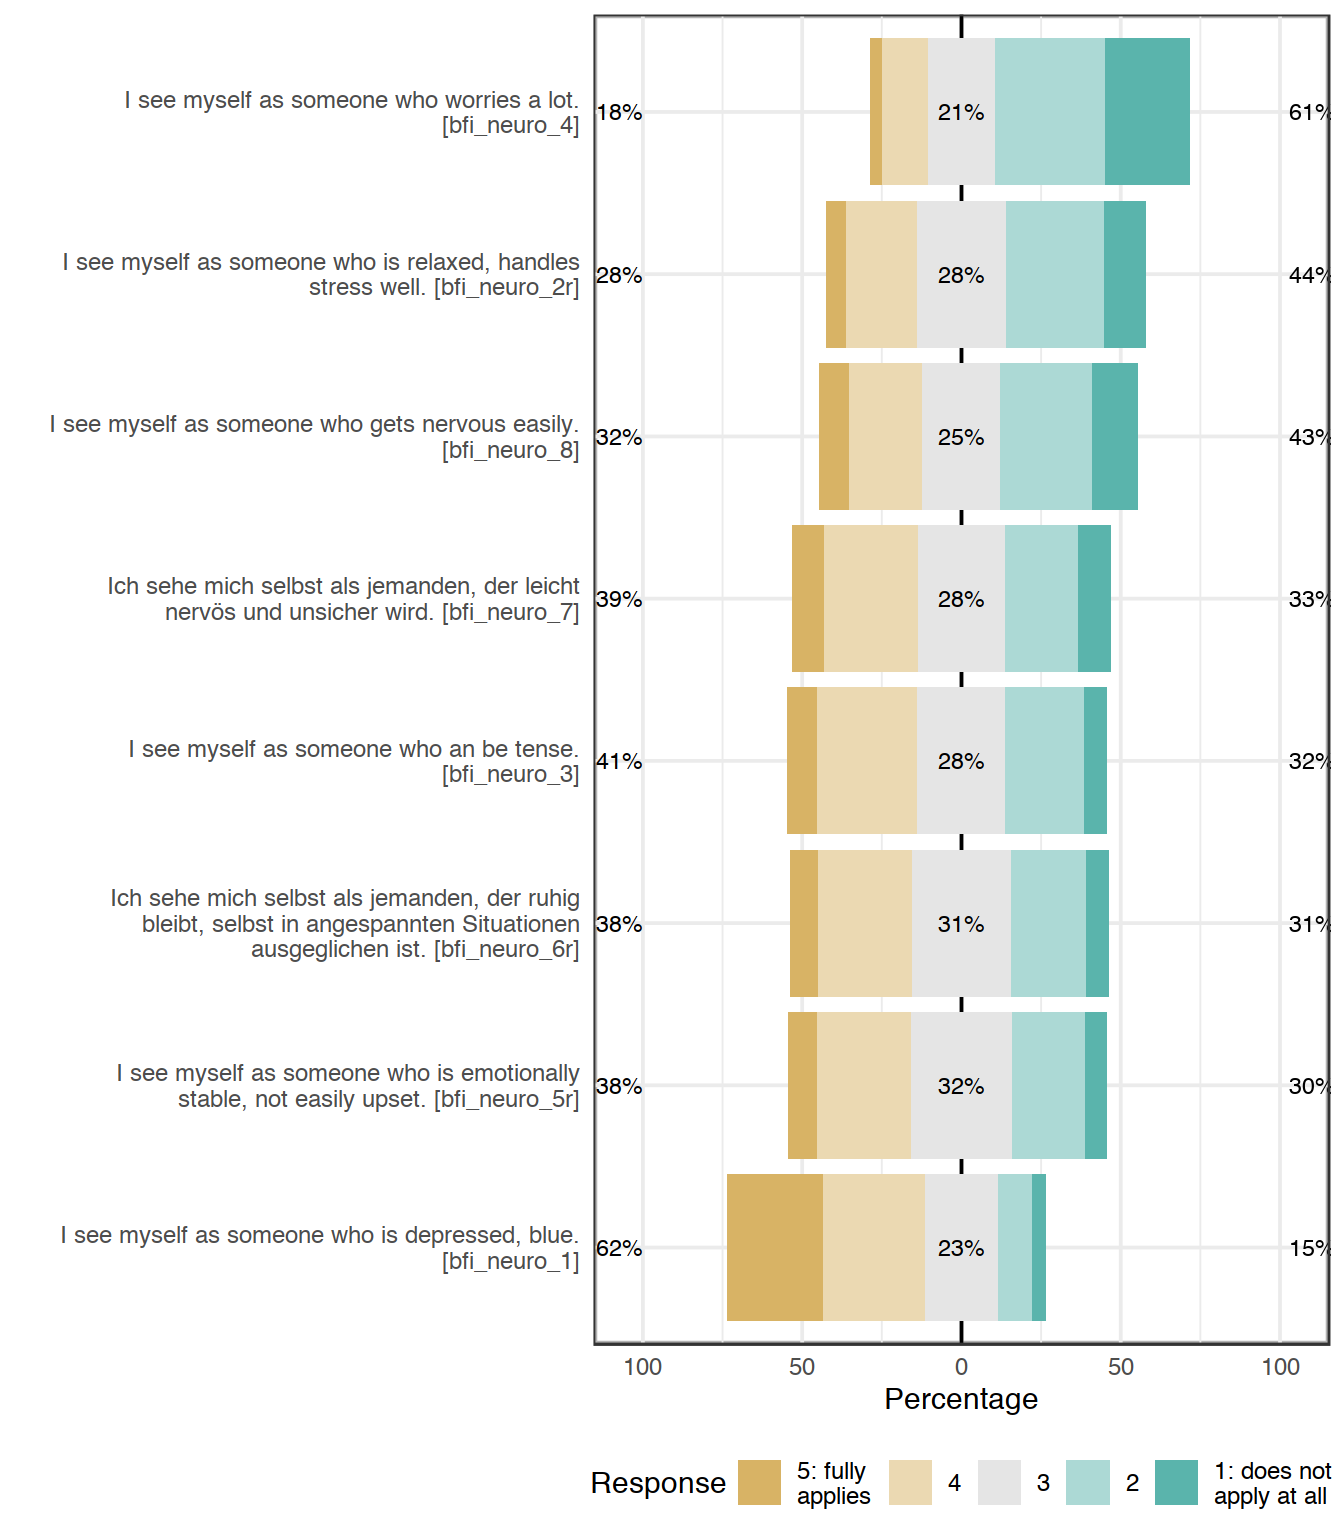 I see myself as someone who worries a lot.
[bfi_neuro_4]
18%
21%
61%
I see myself as someone who is relaxed, handles
stress well. [bfi_neuro_2r]
28%
28%
44%
I see myself as someone who gets nervous easily.
[bfi_neuro_8]
32%
25%
43%
Ich sehe mich selbst als jemanden, der leicht
nervös und unsicher wird. [bfi_neuro_7]
39%
28%
33%
I see myself as someone who an be tense.
[bfi_neuro_3]
41%
28%
32%
Ich sehe mich selbst als jemanden, der ruhig
bleibt, selbst in angespannten Situationen
ausgeglichen ist. [bfi_neuro_6r]
38%
31%
31%
I see myself as someone who is emotionally
stable, not easily upset. [bfi_neuro_5r]
38%
32%
30%
I see myself as someone who is depressed, blue.
[bfi_neuro_1]
62%
23%
15%
100 50 0 50 100
Percentage
Response
5: fully
applies
4
3
2
1: does not
apply at all